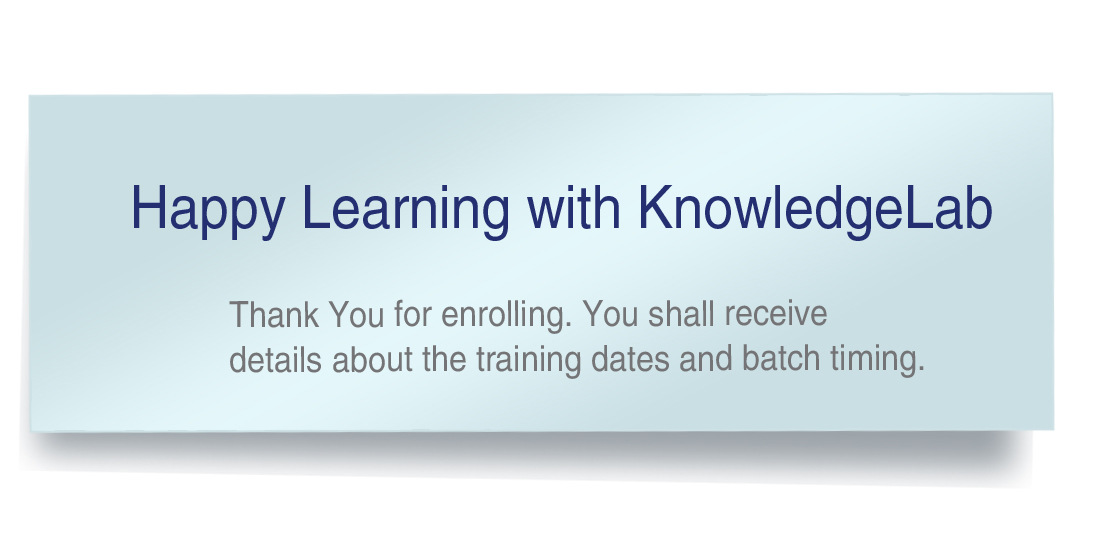 Happy Learning with KnowledgeLab
Thank You for enrolling. You shall receive
details about the training dates and batch timing.